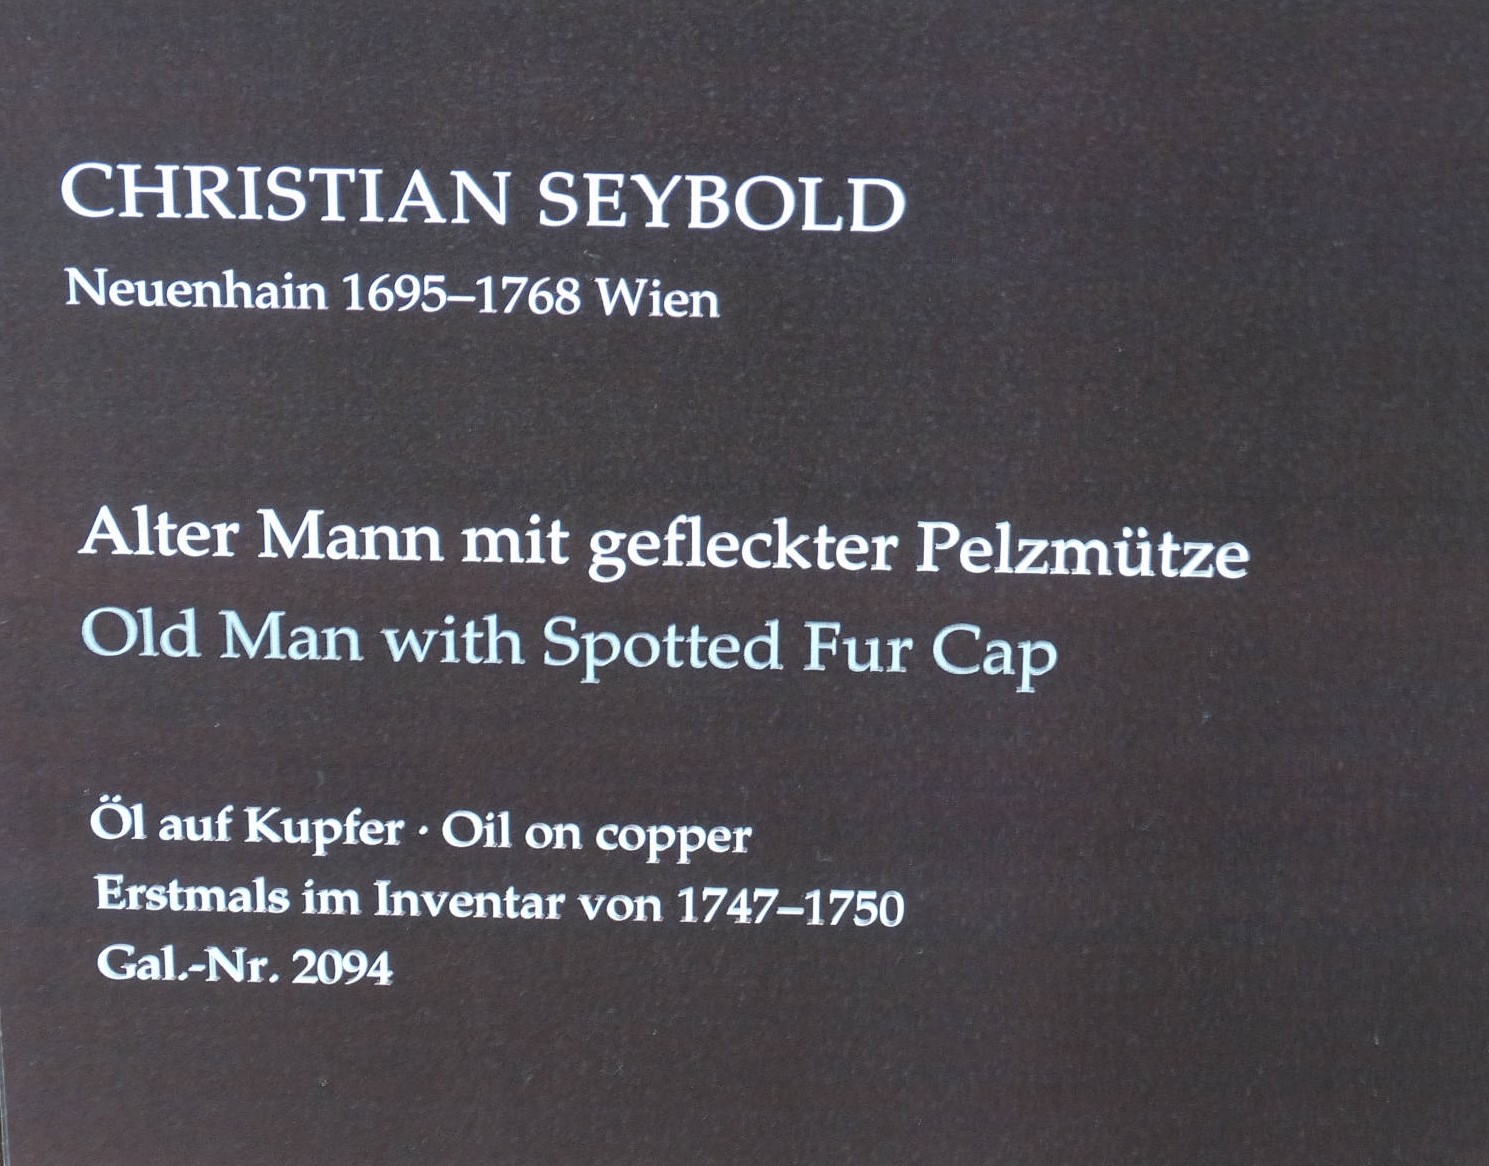 CHRISTIAN SEYBOLD
Neuenhain 1695–1768 Wien
Alter Mann mit gefleckter Pelzmütze
Old Man with Spotted Fur Cap
Öl auf Kupfer · Oil on copper
Erstmals im Inventar von 1747–1750
Gal.-Nr. 2094